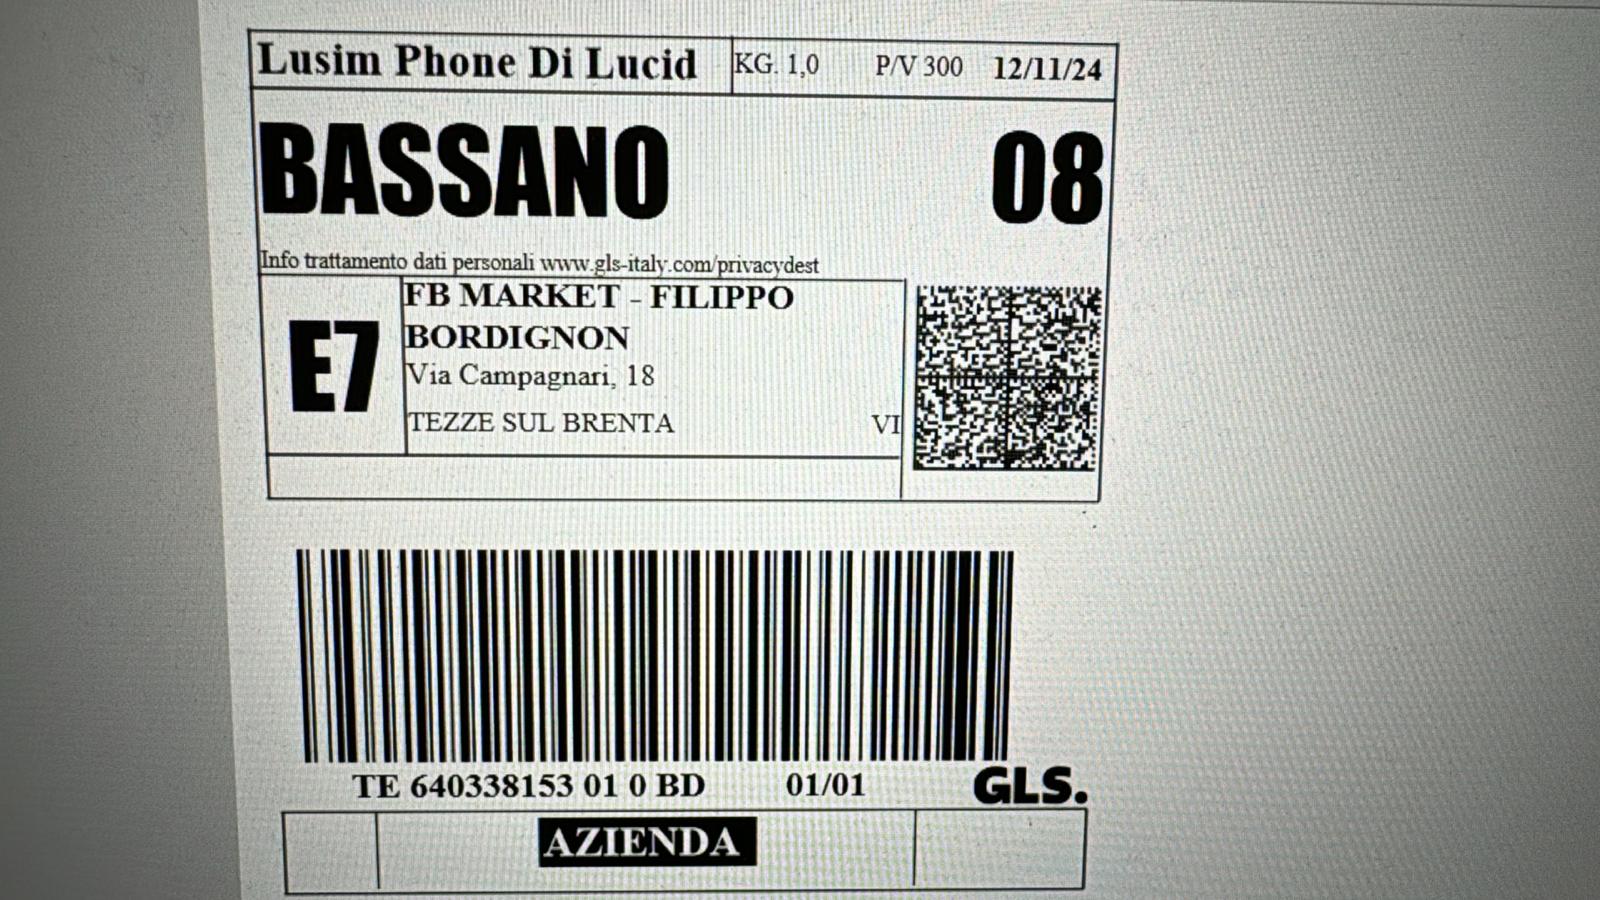 Lusim Phone Di Lucid KG. 1,0 P/V 300 12/11/24
BASSANO 08
Info trattamento dati personali www.gls-italy.com/privacydest
E7
FB MARKET - FILIPPO
BORDIGNON
Via Campagnari, 18
TEZZE SUL BRENTA VI
TE 640338153 01 0 BD 01/01 GLS.
AZIENDA